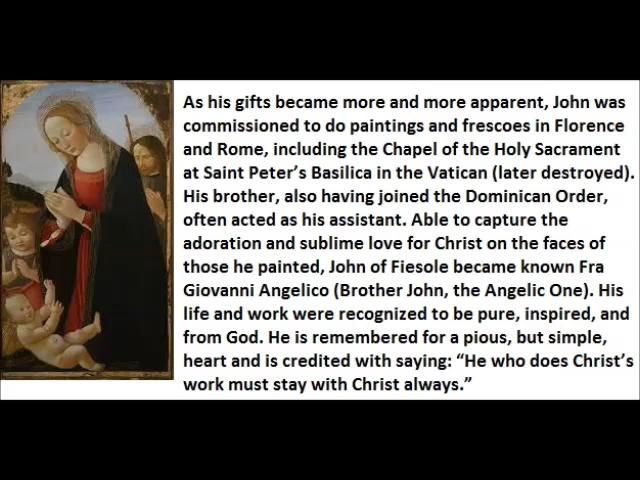 As his gifts became more and more apparent, John was
commissioned to do paintings and frescoes in Florence
and Rome, including the Chapel of the Holy Sacrament
at Saint Peter’s Basilica in the Vatican (later destroyed).
His brother, also having joined the Dominican Order,
often acted as his assistant. Able to capture the
adoration and sublime love for Christ on the faces of
those he painted, John of Fiesole became known Fra
Giovanni Angelico (Brother John, the Angelic One). His
life and work were recognized to be pure, inspired, and
from God. He is remembered for a pious, but simple,
heart and is credited with saying: “He who does Christ’s
work must stay with Christ always.”